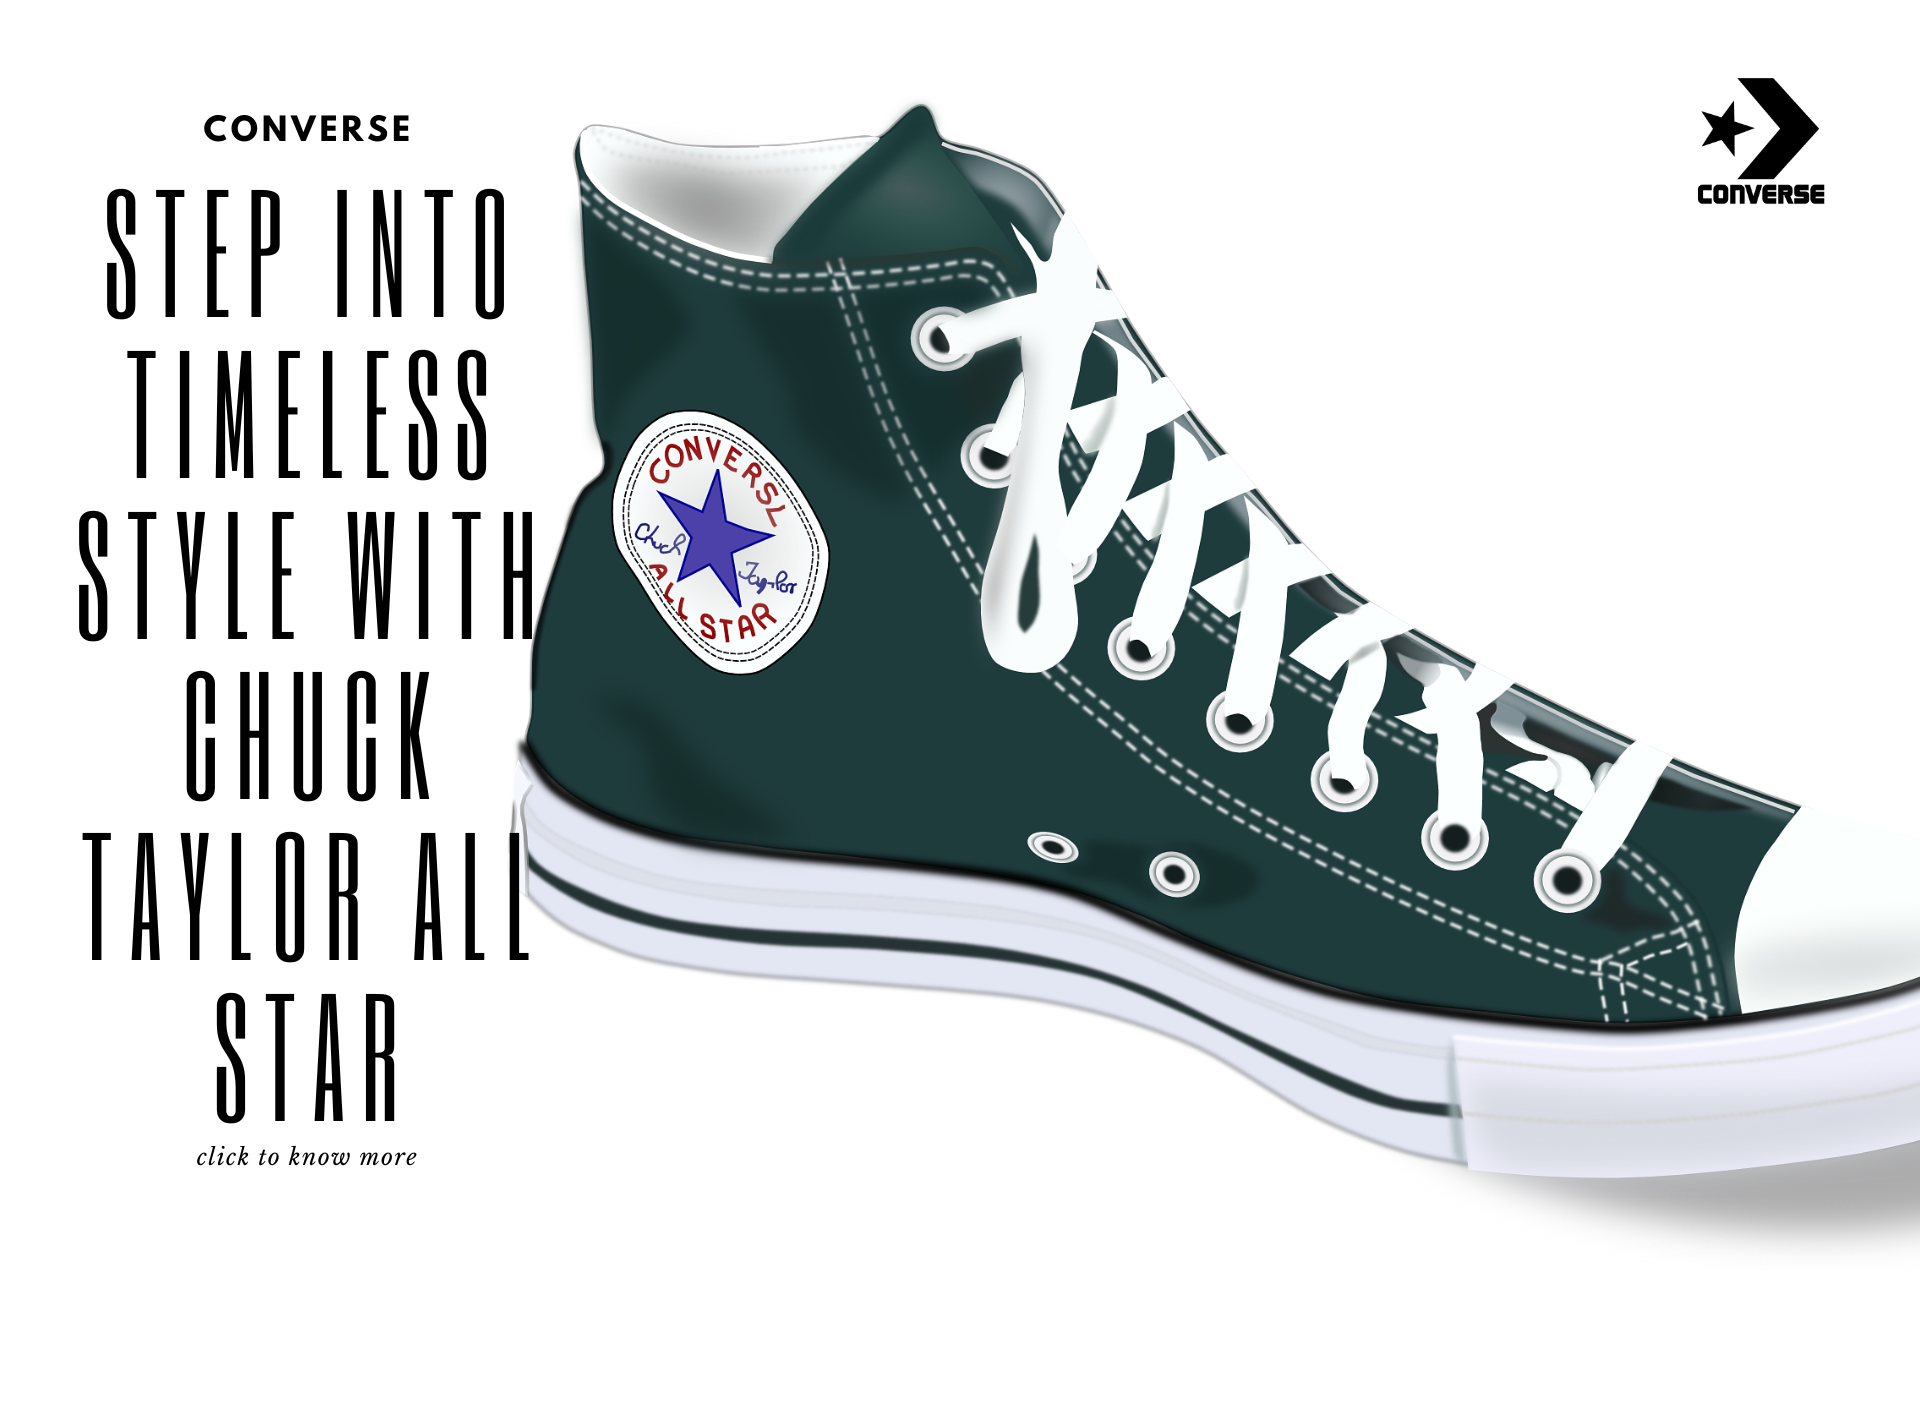 CONVERSE
STEP INTO
TIMELESS
STYLE WITH
CHUCK
TAYLOR ALL
STAR
click to know more
CONVERSL
Chuck
Taylor
ALL STAR
CONVERSE